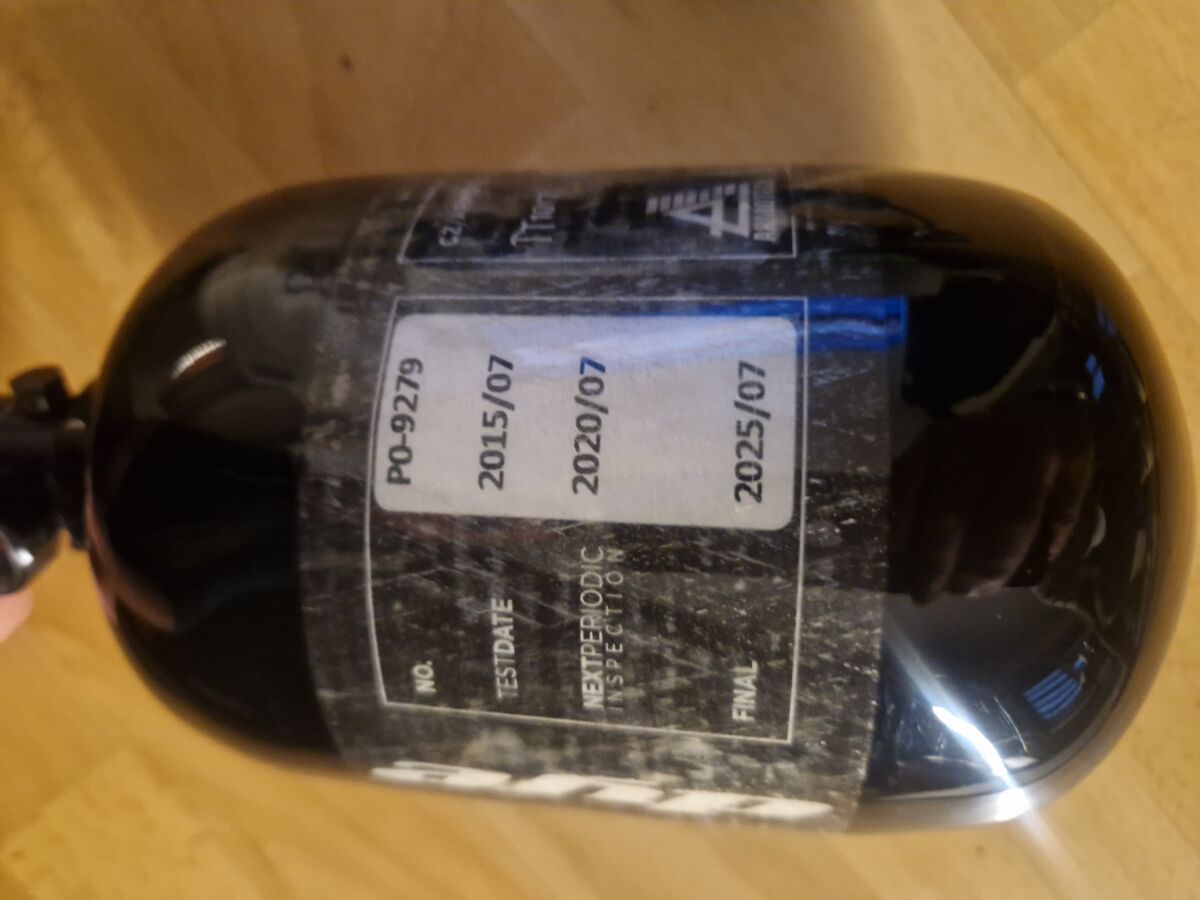 NO. PO-9279
TESTDATE 2015/07
NEXTPERIODIC 2020/07
INSPECTION
FINAL 2025/07